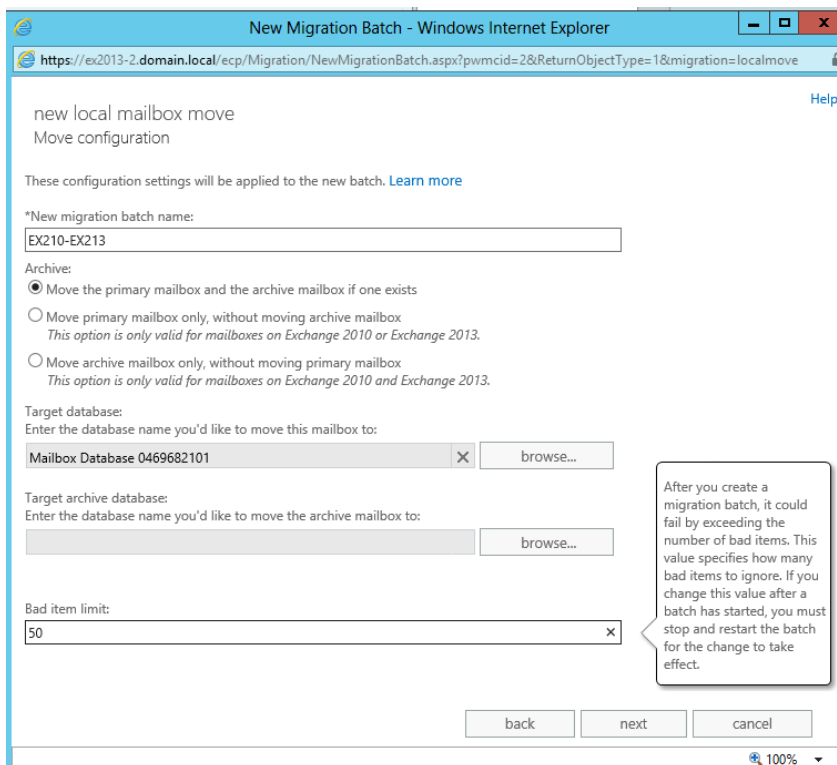 New Migration Batch - Windows Internet Explorer
https://ex2013-2.domain.local/ecp/Migration/NewMigrationBatch.aspx?pwmcid=2&ReturnObjectType=1&migration=localmove
Help
new local mailbox move
Move configuration
These configuration settings will be applied to the new batch. Learn more
*New migration batch name:
EX210-EX213
Archive:
Move the primary mailbox and the archive mailbox if one exists
Move primary mailbox only, without moving archive mailbox
This option is only valid for mailboxes on Exchange 2010 or Exchange 2013.
Move archive mailbox only, without moving primary mailbox
This option is only valid for mailboxes on Exchange 2010 and Exchange 2013.
Target database:
Enter the database name you'd like to move this mailbox to:
Mailbox Database 0469682101
browse...
Target archive database:
Enter the database name you'd like to move the archive mailbox to:
browse...
Bad item limit:
50
After you create a
migration batch, it could
fail by exceeding the
number of bad items. This
value specifies how many
bad items to ignore. If you
change this value after a
batch has started, you must
stop and restart the batch
for the change to take
effect.
back next cancel
100%